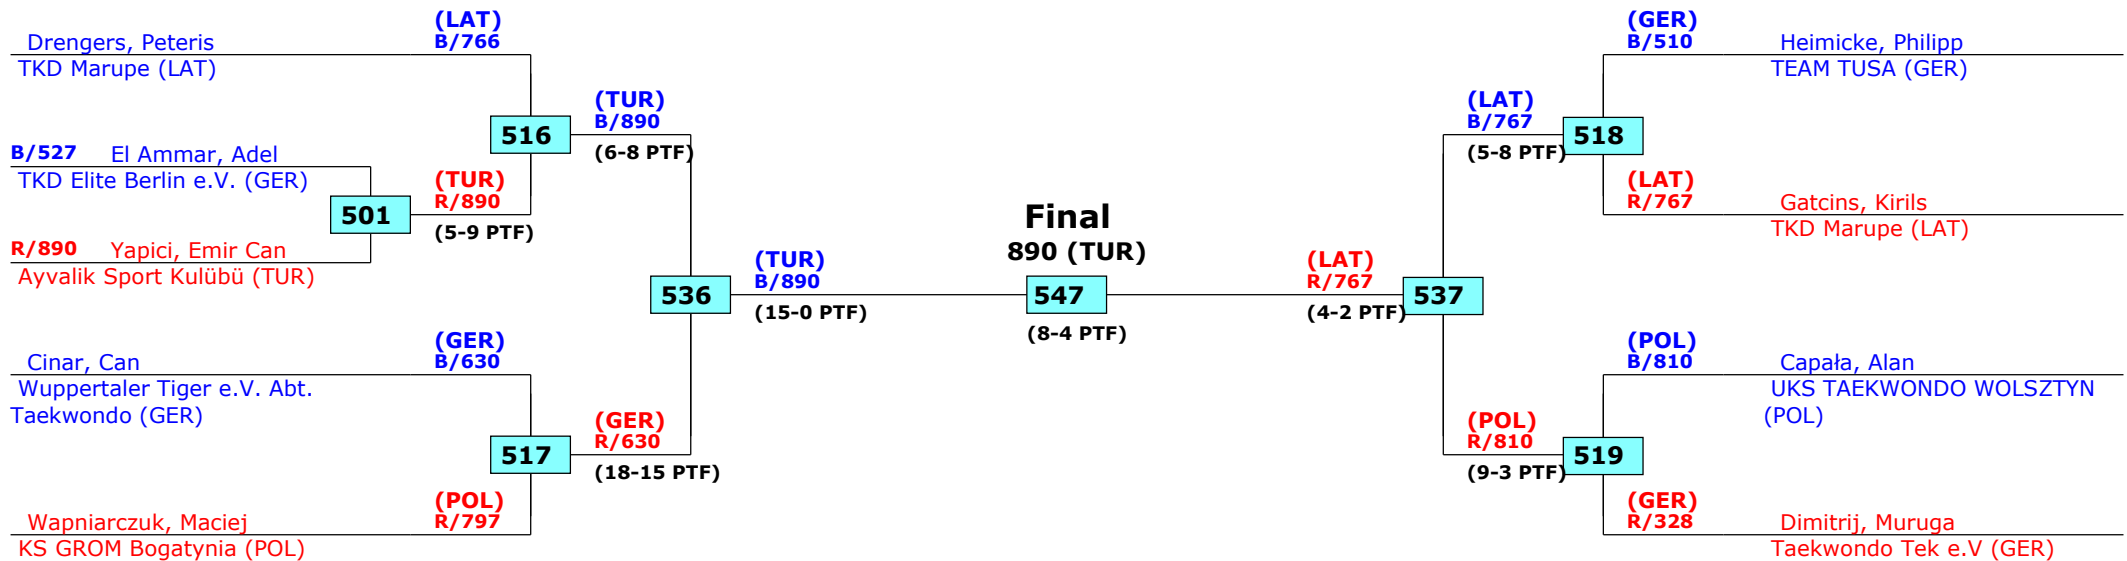 (LAT)
B/766
Drengers, Peteris
TKD Marupe (LAT)
B/527 El Ammar, Adel
TKD Elite Berlin e.V. (GER)
R/890 Yapici, Emir Can
Ayvalik Sport Kulübü (TUR)
501
(TUR)
R/890
(5-9 PTF)
516
(TUR)
B/890
(6-8 PTF)
(GER)
B/630
Cinar, Can
Wuppertaler Tiger e.V. Abt.
Taekwondo (GER)
(POL)
R/797
Wapniarczuk, Maciej
KS GROM Bogatynia (POL)
517
(GER)
R/630
(18-15 PTF)
536
(TUR)
B/890
(15-0 PTF)
Final
890 (TUR)
547
(8-4 PTF)
(LAT)
R/767
(4-2 PTF)
537
(LAT)
B/767
(5-8 PTF)
518
(GER)
B/510
Heimicke, Philipp
TEAM TUSA (GER)
(LAT)
R/767
Gatcins, Kirils
TKD Marupe (LAT)
(POL)
R/810
(9-3 PTF)
519
(POL)
B/810
Capała, Alan
UKS TAEKWONDO WOLSZTYN
(POL)
(GER)
R/328
Dimitrij, Muruga
Taekwondo Tek e.V (GER)